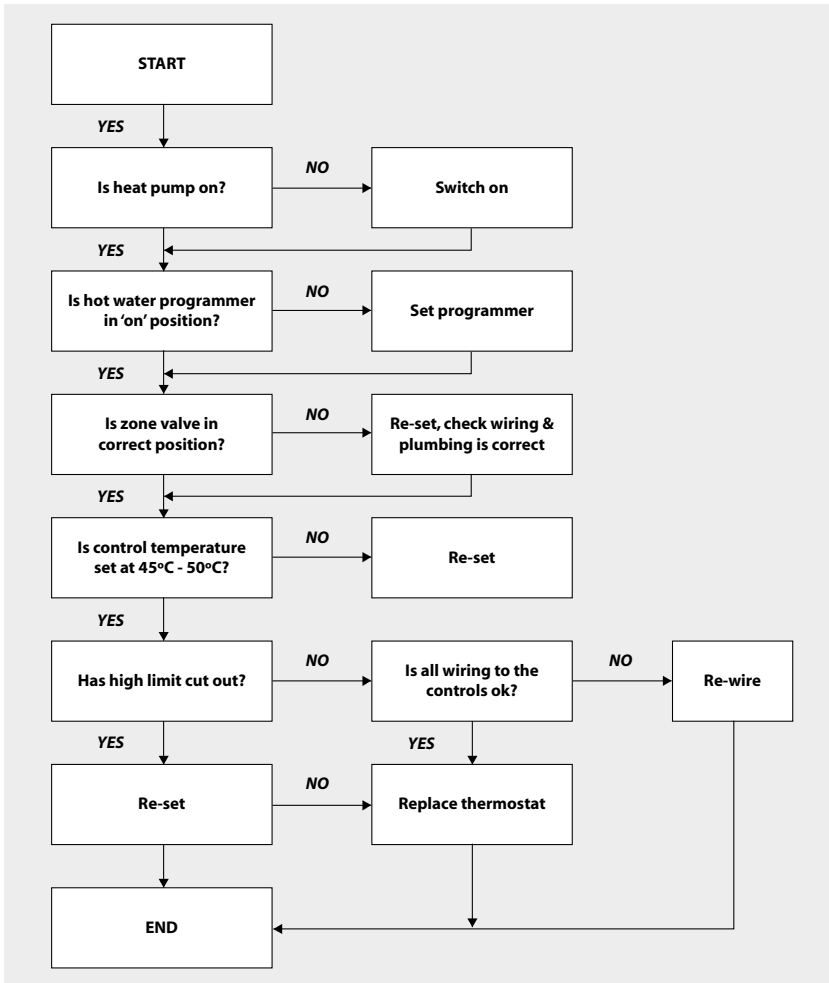 START
YES
Is heat pump on?
NO
Switch on
YES
Is hot water programmer
in ‘on’ position?
NO
Set programmer
YES
Is zone valve in
correct position?
NO
Re-set, check wiring &
plumbing is correct
YES
Is control temperature
set at 45ºC - 50ºC?
NO
Re-set
YES
Has high limit cut out?
NO
Is all wiring to the
controls ok?
NO
Re-wire
YES
YES
Re-set
NO
Replace thermostat
END